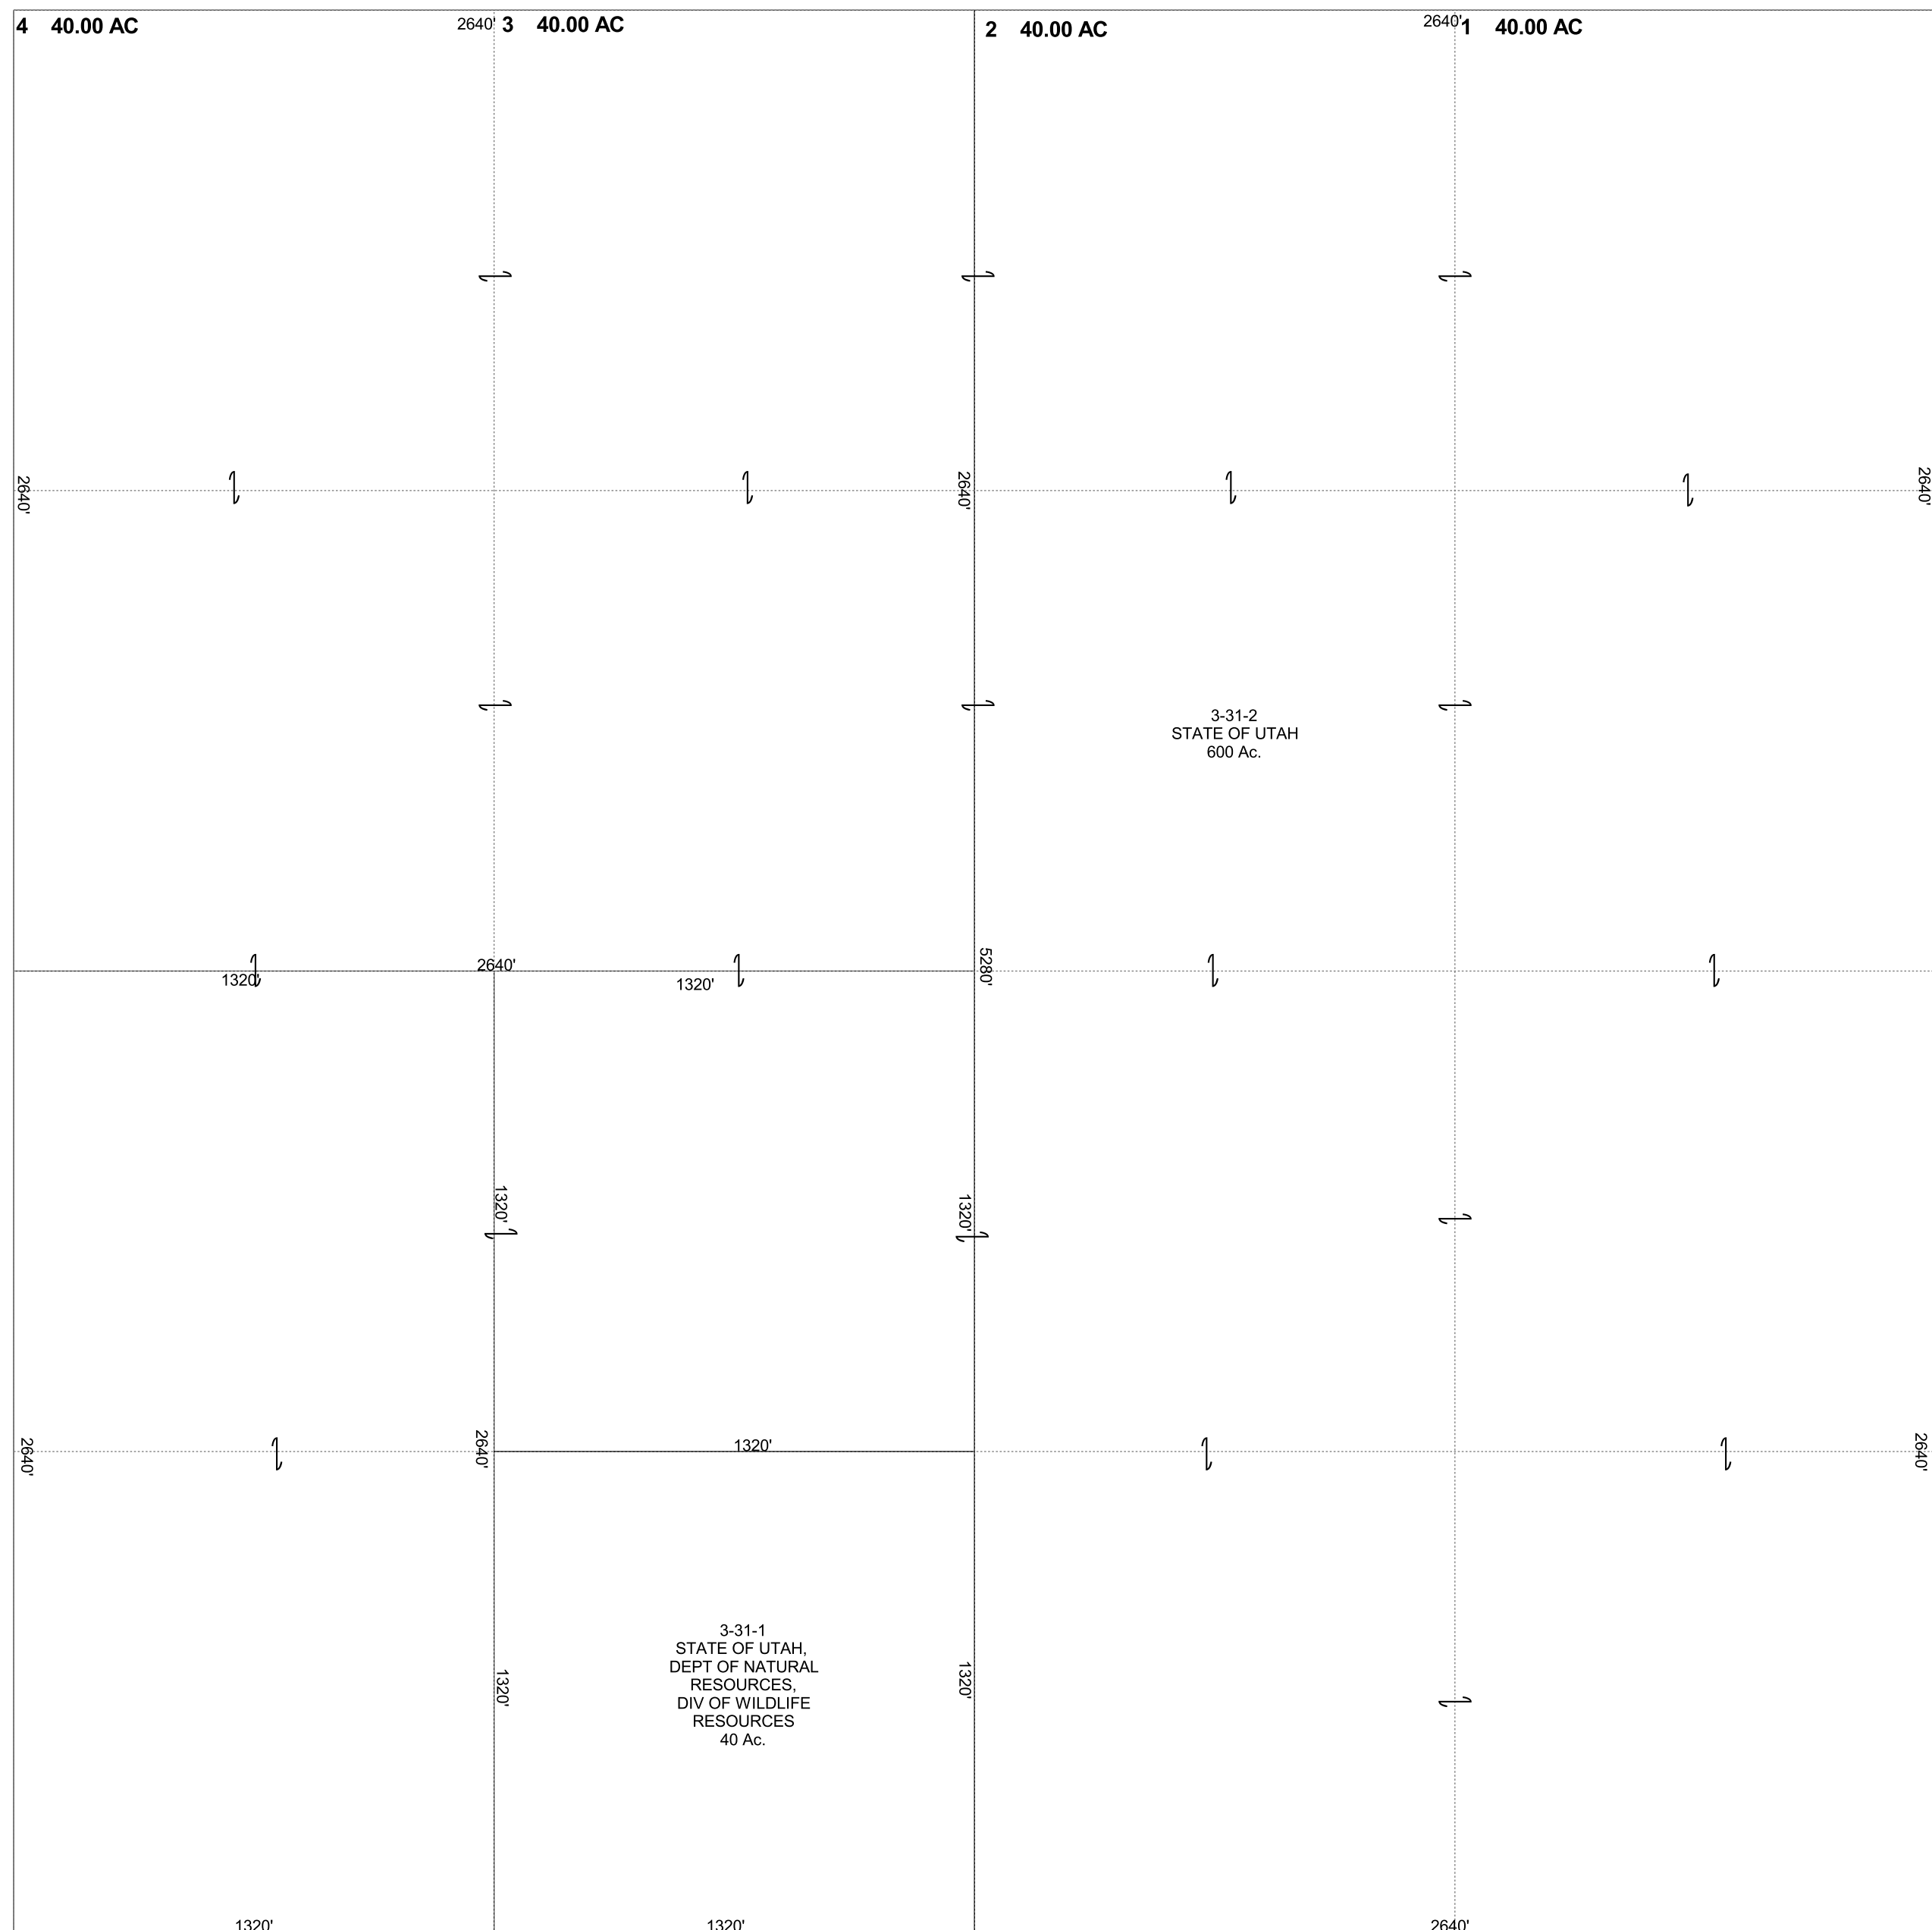 4 40.00 AC
2640'
3 40.00 AC
2 40.00 AC
2640'
1 40.00 AC
2640'
2640'
2640'
3-31-2
STATE OF UTAH
600 Ac.
1320'
2640'
1320'
5280'
1320'
1320'
2640'
2640'
1320'
2640'
3-31-1
STATE OF UTAH,
DEPT OF NATURAL
RESOURCES,
DIV OF WILDLIFE
RESOURCES
40 Ac.
1320'
1320'
1320'
1320'
2640'